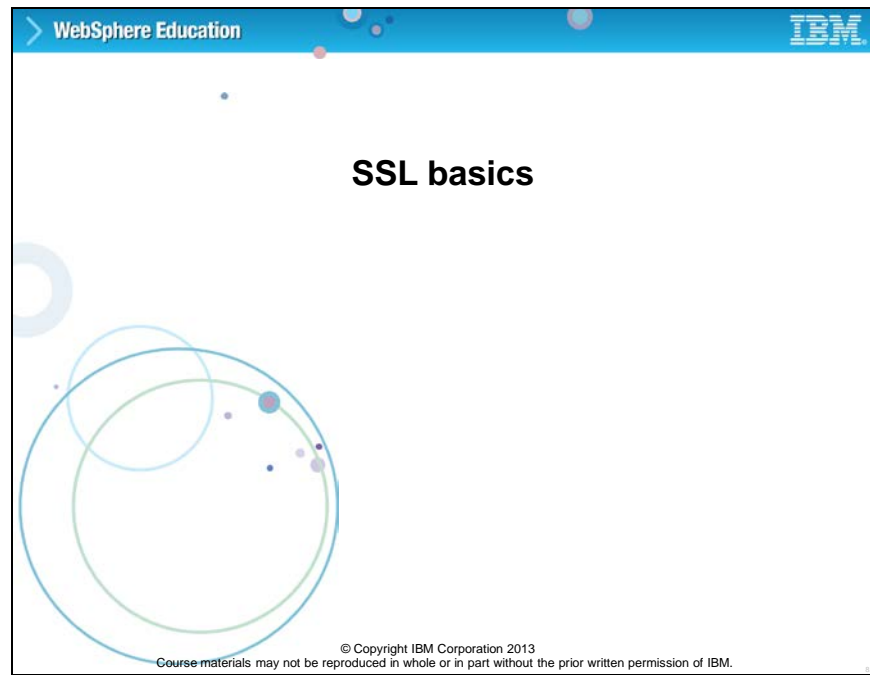 WebSphere Education
IBM
SSL basics
© Copyright IBM Corporation 2013
Course materials may not be reproduced in whole or in part without the prior written permission of IBM.